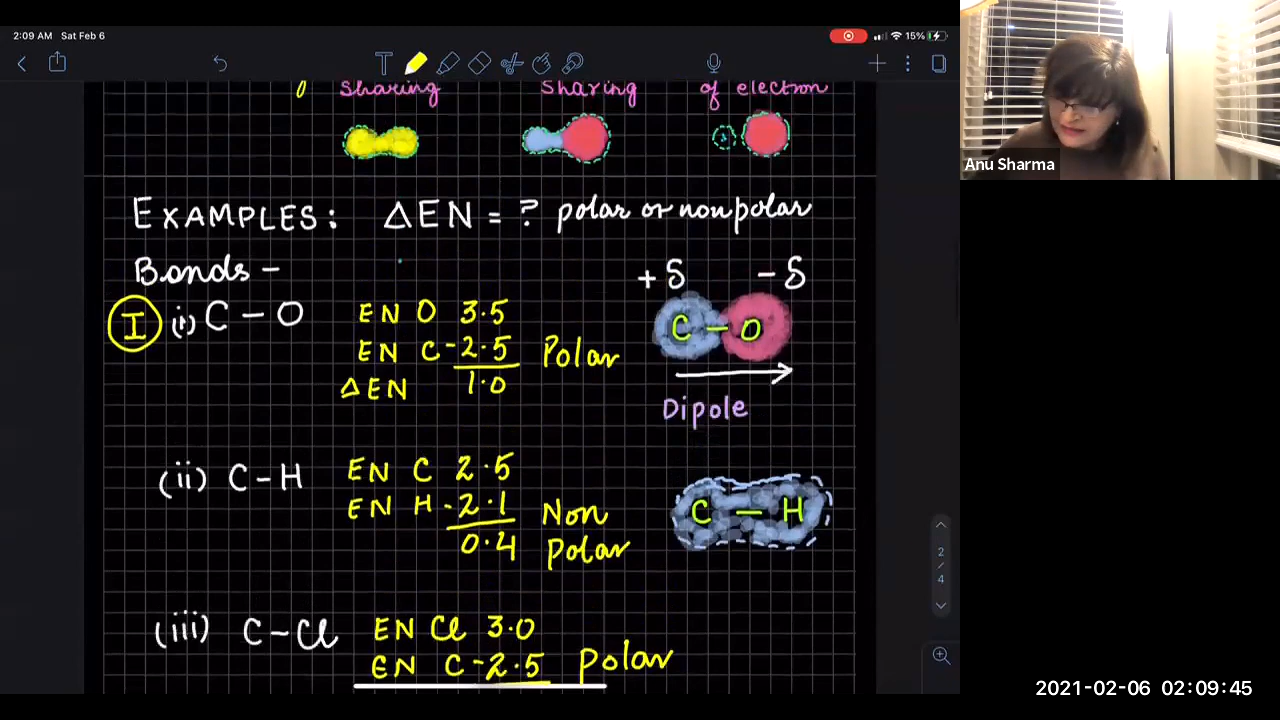 2:09 AM Sat Feb 6
15%
T
Sharing Sharing of electron
EXAMPLES: ΔEN = ? polar or nonpolar
Bonds -
+δ -δ
I (i) C - O EN O 3.5
EN C -2.5 Polar
ΔEN 1.0
C - O
Dipole
(ii) C-H EN C 2.5
EN H -2.1 Non
0.4 Polar
C - H
(iii) C-Cl EN Cl 3.0
EN C -2.5 Polar
2
/
4
Anu Sharma
2021-02-06 02:09:45